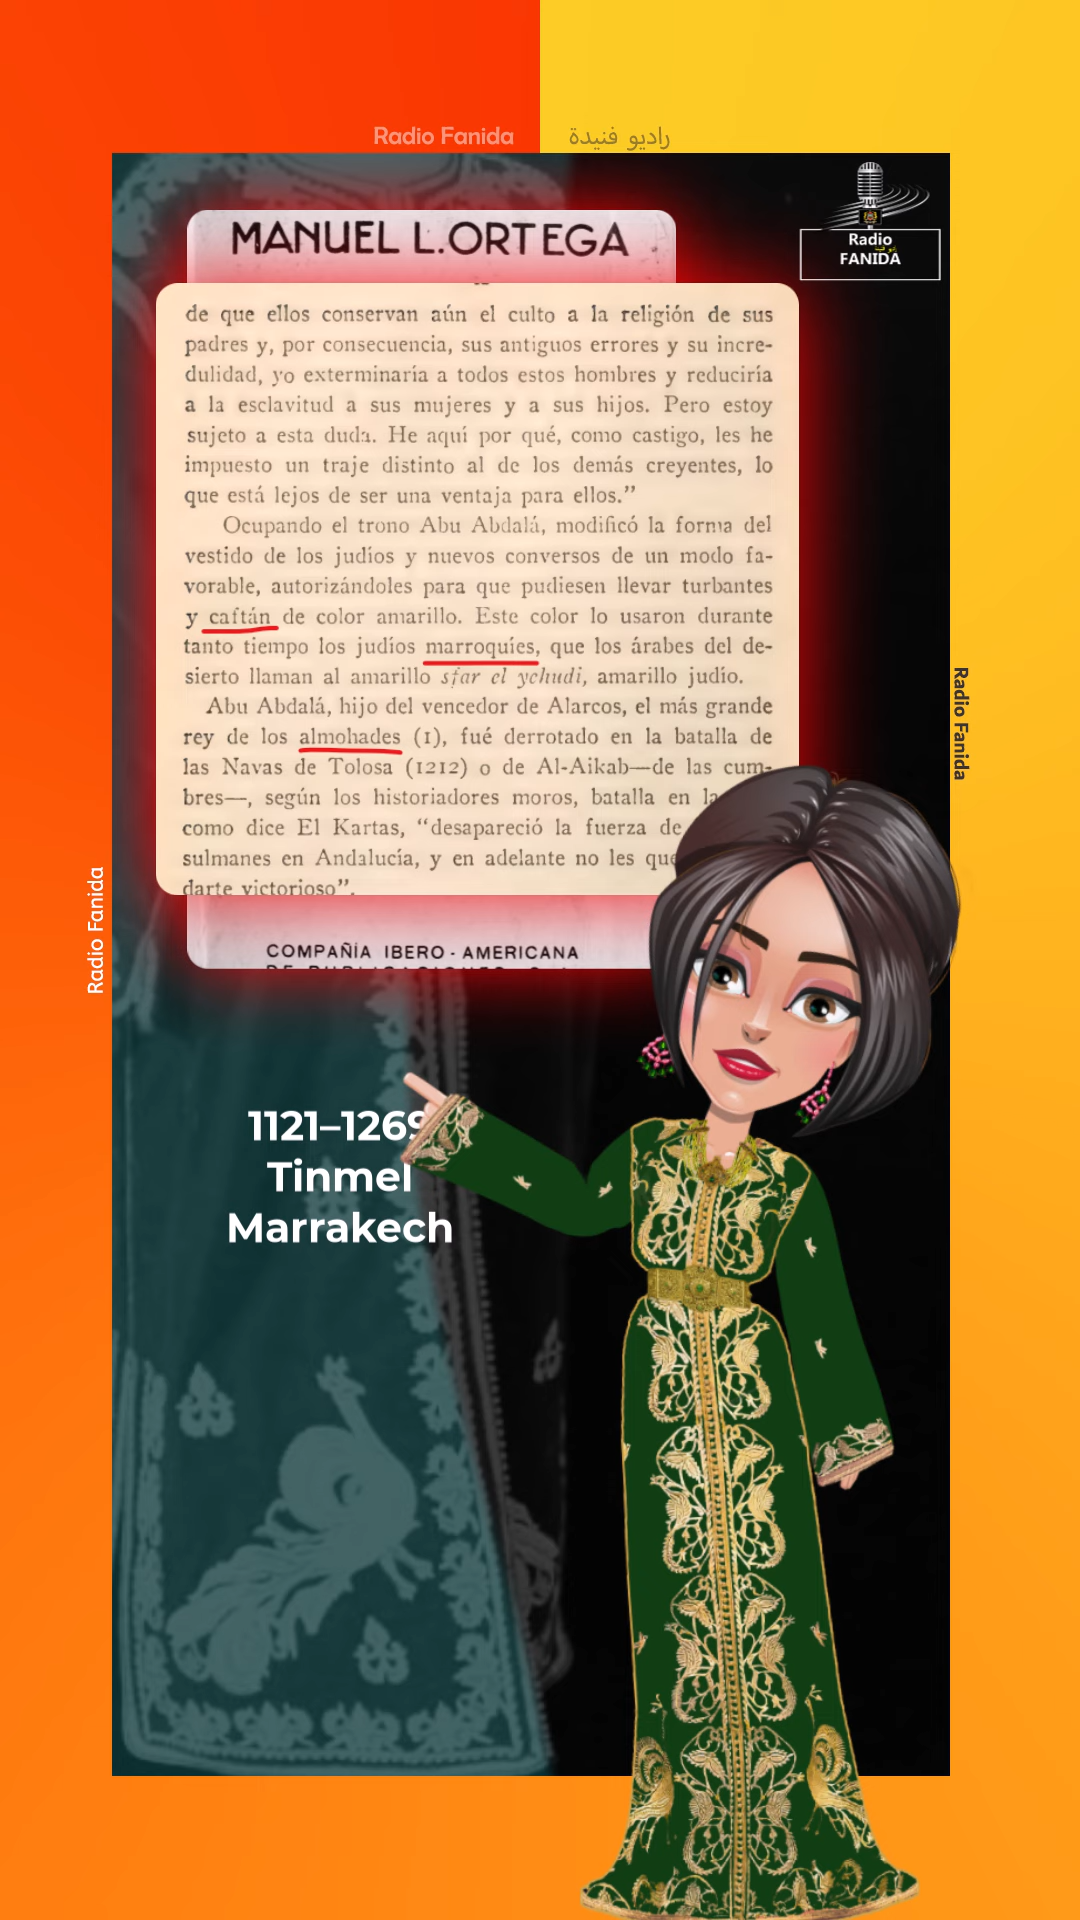 Radio Fanida
راديو فنيدة
Radio
FANIDA
MANUEL L.ORTEGA
de que ellos conservan aún el culto a la religión de sus
padres y, por consecuencia, sus antiguos errores y su incre-
dulidad, yo exterminaría a todos estos hombres y reduciría
a la esclavitud a sus mujeres y a sus hijos. Pero estoy
sujeto a esta duda. He aquí por qué, como castigo, les he
impuesto un traje distinto al de los demás creyentes, lo
que está lejos de ser una ventaja para ellos.”
Ocupando el trono Abu Abdalá, modificó la forma del
vestido de los judíos y nuevos conversos de un modo fa-
vorable, autorizándoles para que pudiesen llevar turbantes
y caftán de color amarillo. Este color lo usaron durante
tanto tiempo los judíos marroquíes, que los árabes del de-
sierto llaman al amarillo sfar el yehudi, amarillo judío.
Abu Abdalá, hijo del vencedor de Alarcos, el más grande
rey de los almohades (1), fué derrotado en la batalla de
las Navas de Tolosa (1212) o de Al-Aikab—de las cum-
bres—, según los historiadores moros, batalla en la
como dice El Kartas, “desapareció la fuerza de
sulmanes en Andalucía, y en adelante no les que
darte victorioso”.
COMPAÑÍA IBERO-AMERICANA
Radio Fanida
Radio Fanida
1121–1269
Tinmel
Marrakech